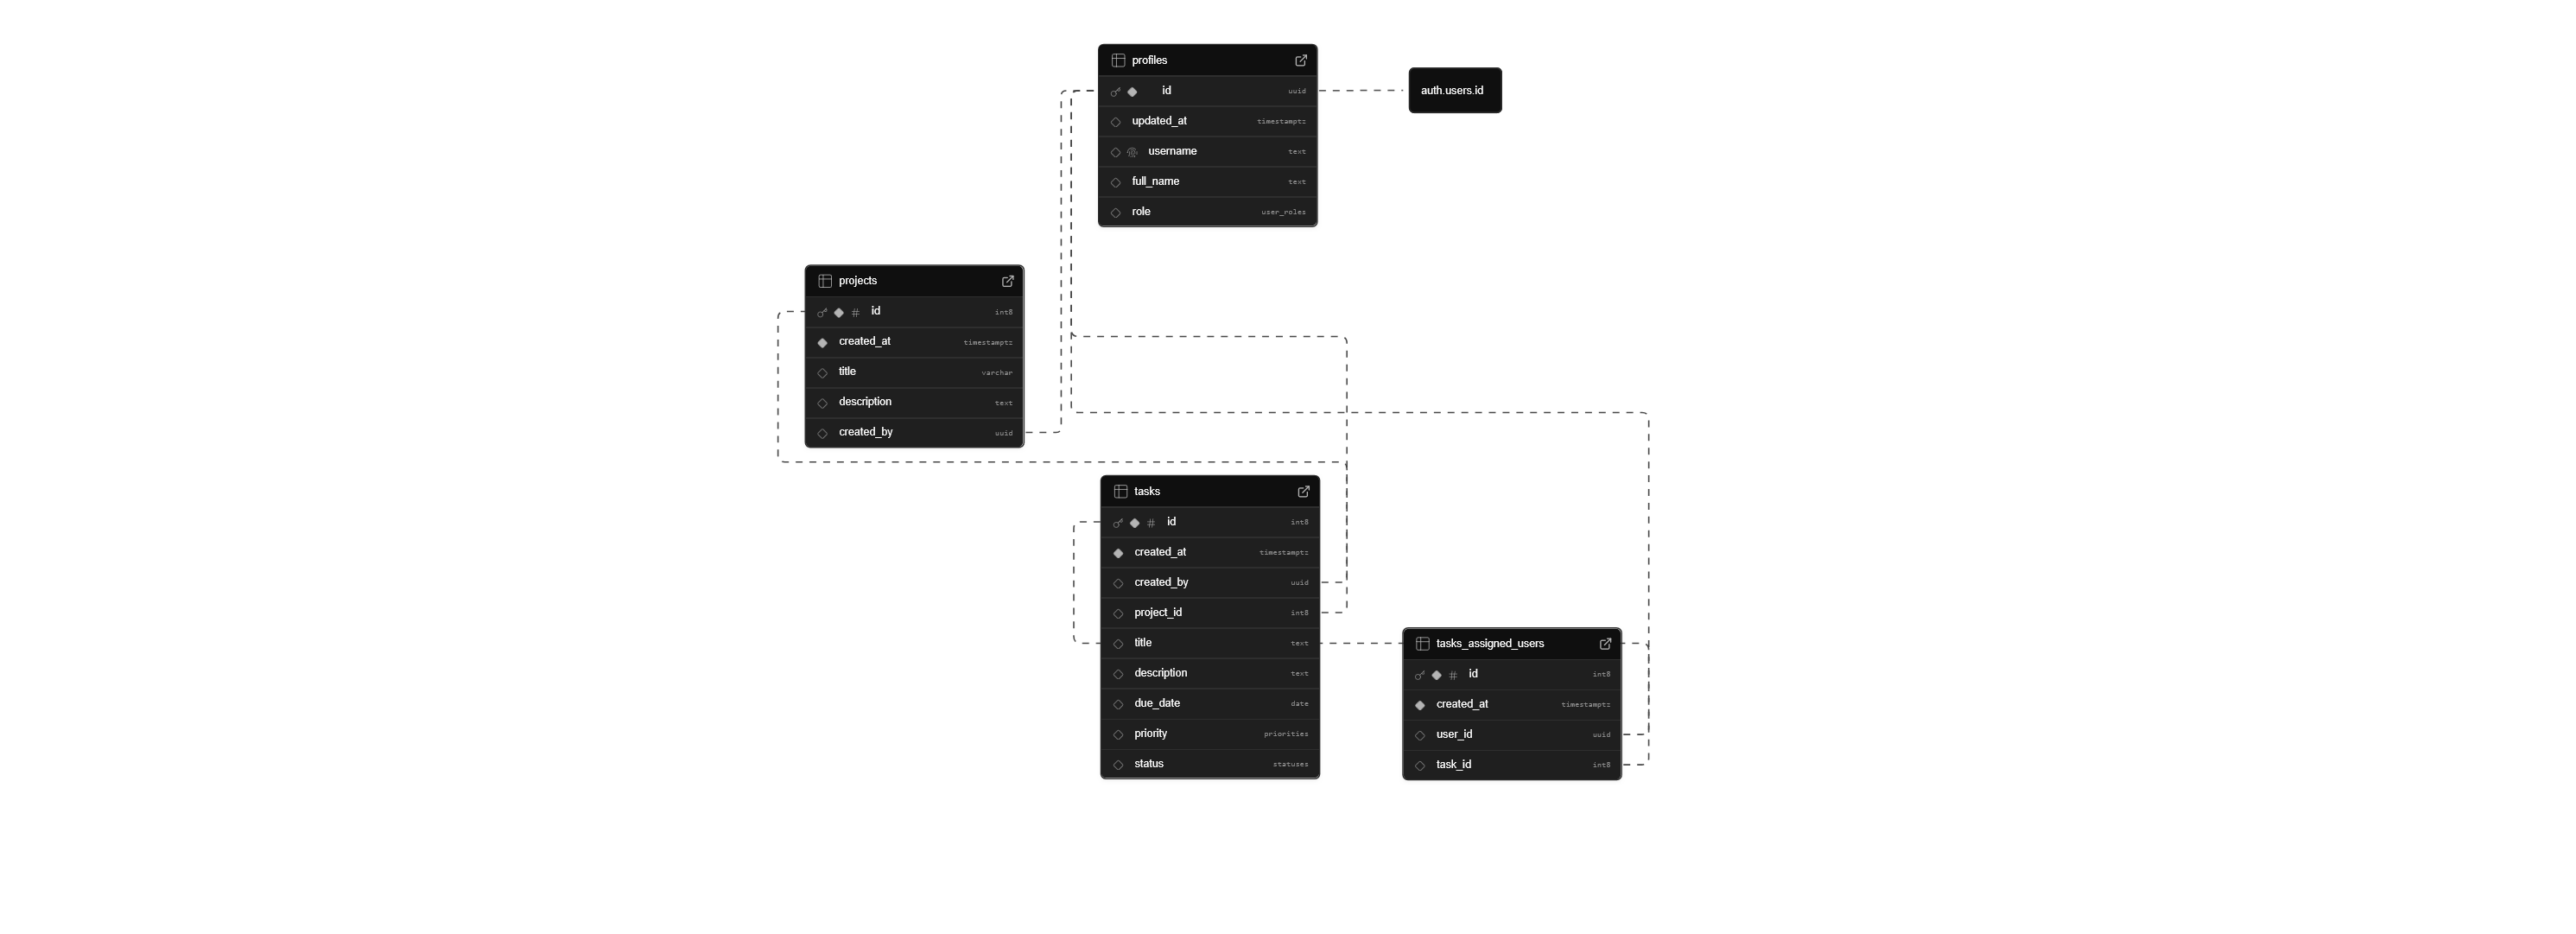 profiles
id uuid
updated_at timestamptz
username text
full_name text
role user_roles
auth.users.id
projects
id int8
created_at timestamptz
title varchar
description text
created_by uuid
tasks
id int8
created_at timestamptz
created_by uuid
project_id int8
title text
description text
due_date date
priority priorities
status statuses
tasks_assigned_users
id int8
created_at timestamptz
user_id uuid
task_id int8